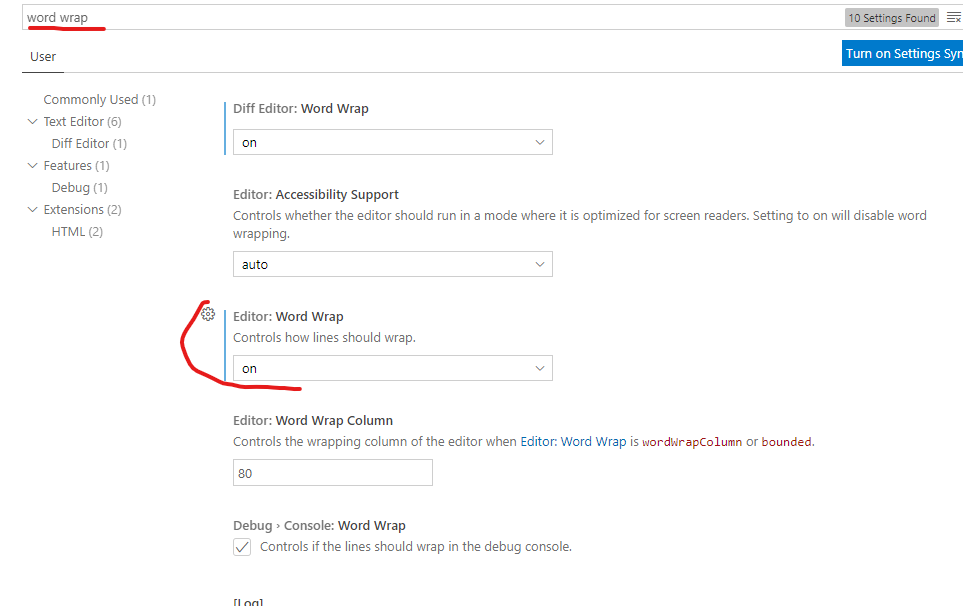 word wrap
10 Settings Found
User
Turn on Settings Syn
Commonly Used (1)
Text Editor (6)
Diff Editor (1)
Features (1)
Debug (1)
Extensions (2)
HTML (2)
Diff Editor: Word Wrap
on
Editor: Accessibility Support
Controls whether the editor should run in a mode where it is optimized for screen readers. Setting to on will disable word
wrapping.
auto
Editor: Word Wrap
Controls how lines should wrap.
on
Editor: Word Wrap Column
Controls the wrapping column of the editor when Editor: Word Wrap is wordWrapColumn or bounded.
80
Debug › Console: Word Wrap
Controls if the lines should wrap in the debug console.
[Log]